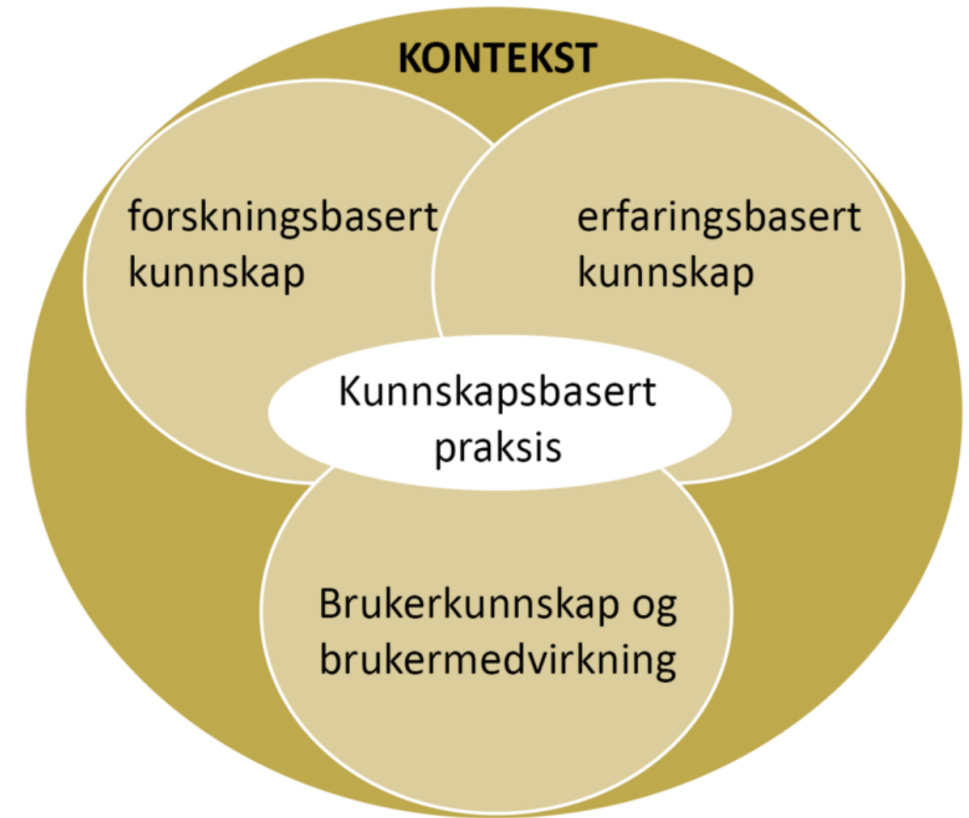 KONTEKST
forskningsbasert
kunnskap
erfaringsbasert
kunnskap
Kunnskapsbasert
praksis
Brukerkunnskap og
brukermedvirkning